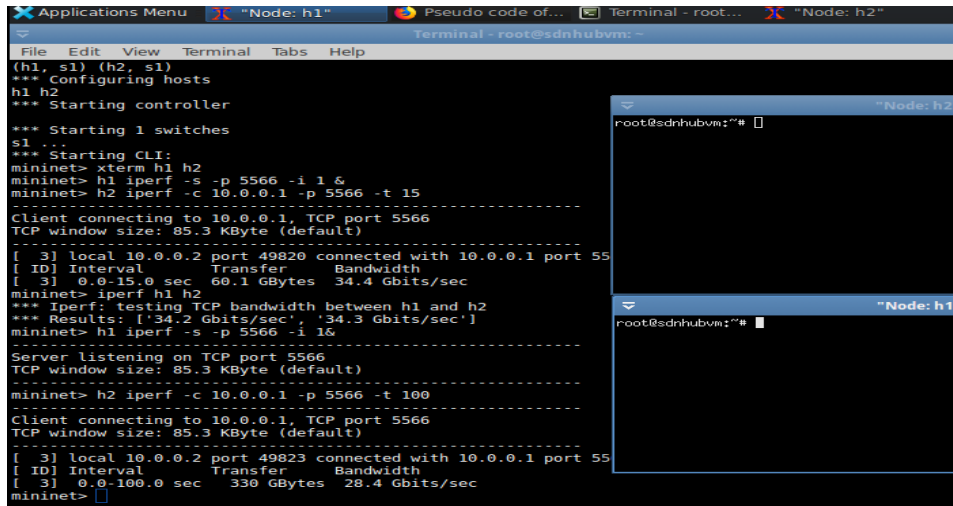 Applications Menu "Node: h1" Pseudo code of... Terminal - root... "Node: h2"
Terminal - root@sdnhubvm: ~
File Edit View Terminal Tabs Help
(h1, s1) (h2, s1)
*** Configuring hosts
h1 h2
*** Starting controller
*** Starting 1 switches
s1 ...
*** Starting CLI:
mininet> xterm h1 h2
mininet> h1 iperf -s -p 5566 -i 1 &
mininet> h2 iperf -c 10.0.0.1 -p 5566 -t 15
------------------------------------------------------------
Client connecting to 10.0.0.1, TCP port 5566
TCP window size: 85.3 KByte (default)
------------------------------------------------------------
[  3] local 10.0.0.2 port 49820 connected with 10.0.0.1 port 55
[ ID] Interval       Transfer     Bandwidth
[  3]  0.0-15.0 sec  60.1 GBytes  34.4 Gbits/sec
mininet> iperf h1 h2
*** Iperf: testing TCP bandwidth between h1 and h2
*** Results: ['34.2 Gbits/sec', '34.3 Gbits/sec']
mininet> h1 iperf -s -p 5566 -i 1&
------------------------------------------------------------
Server listening on TCP port 5566
TCP window size: 85.3 KByte (default)
------------------------------------------------------------
mininet> h2 iperf -c 10.0.0.1 -p 5566 -t 100
------------------------------------------------------------
Client connecting to 10.0.0.1, TCP port 5566
TCP window size: 85.3 KByte (default)
------------------------------------------------------------
[  3] local 10.0.0.2 port 49823 connected with 10.0.0.1 port 55
[ ID] Interval       Transfer     Bandwidth
[  3]  0.0-100.0 sec   330 GBytes  28.4 Gbits/sec
mininet>
"Node: h2
root@sdnhubvm:~#
"Node: h1
root@sdnhubvm:~#